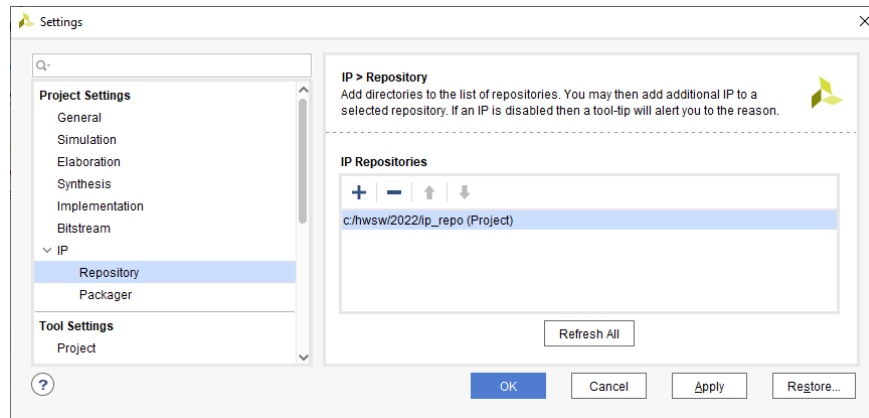 Settings
Q-
Project Settings
General
Simulation
Elaboration
Synthesis
Implementation
Bitstream
IP
Repository
Packager
Tool Settings
Project
IP > Repository
Add directories to the list of repositories. You may then add additional IP to a
selected repository. If an IP is disabled then a tool-tip will alert you to the reason.
IP Repositories
c:/hwsw/2022/ip_repo (Project)
Refresh All
?
OK
Cancel
Apply
Restore...